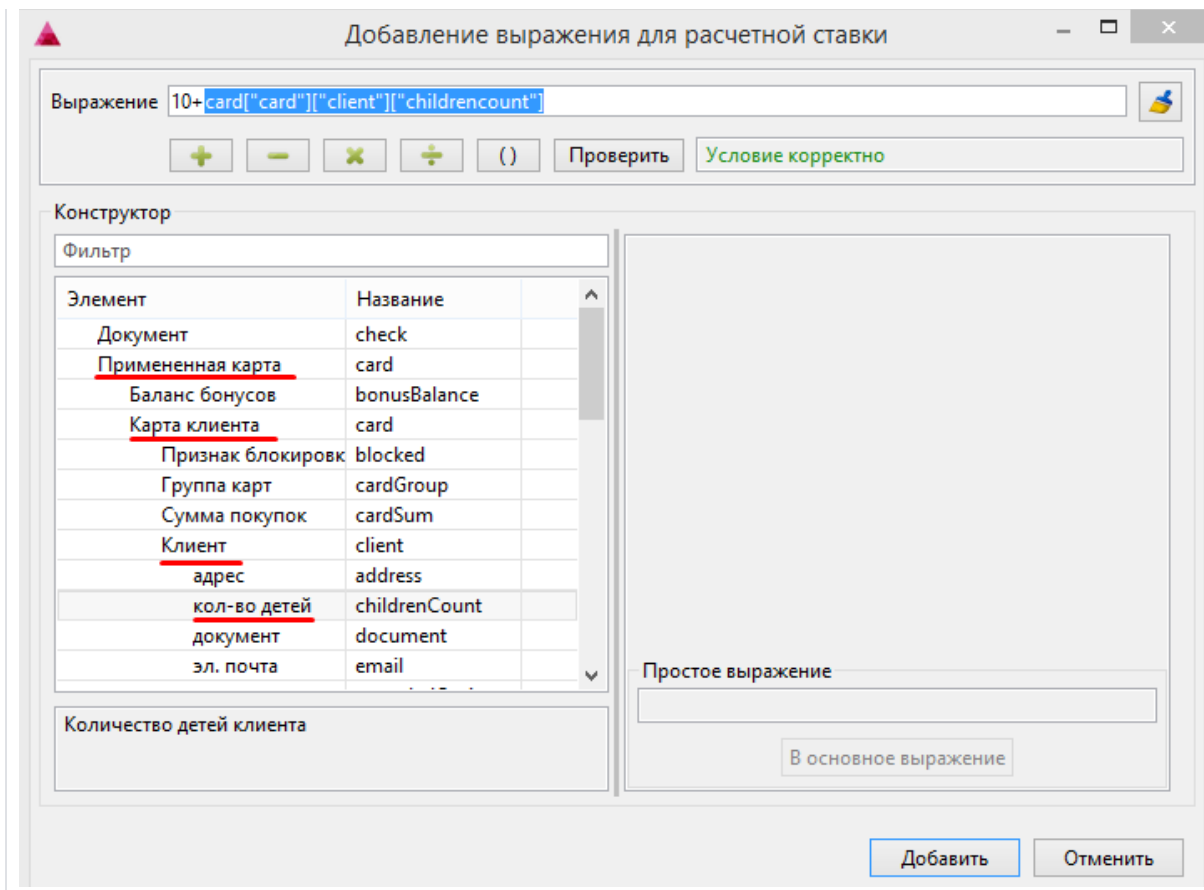 Добавление выражения для расчетной ставки
Выражение 10+card["card"]["client"]["childrencount"]
() Проверить Условие корректно
Конструктор
Фильтр
Элемент Название
Документ check
Примененная карта card
Баланс бонусов bonusBalance
Карта клиента card
Признак блокировк blocked
Группа карт cardGroup
Сумма покупок cardSum
Клиент client
адрес address
кол-во детей childrenCount
документ document
эл. почта email
Количество детей клиента
Простое выражение
В основное выражение
Добавить Отменить